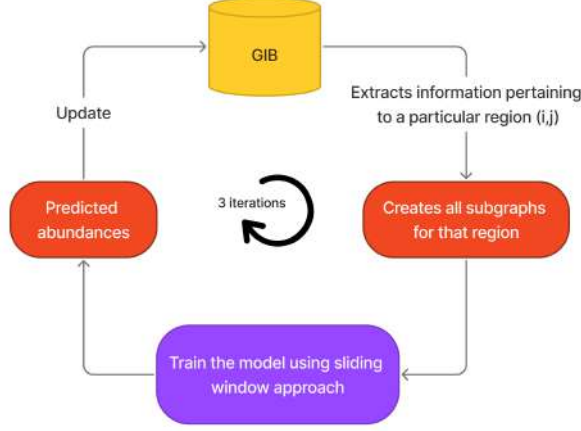 GIB
Extracts information pertaining
to a particular region (i,j)
Update
3 iterations
Predicted
abundances
Creates all subgraphs
for that region
Train the model using sliding
window approach